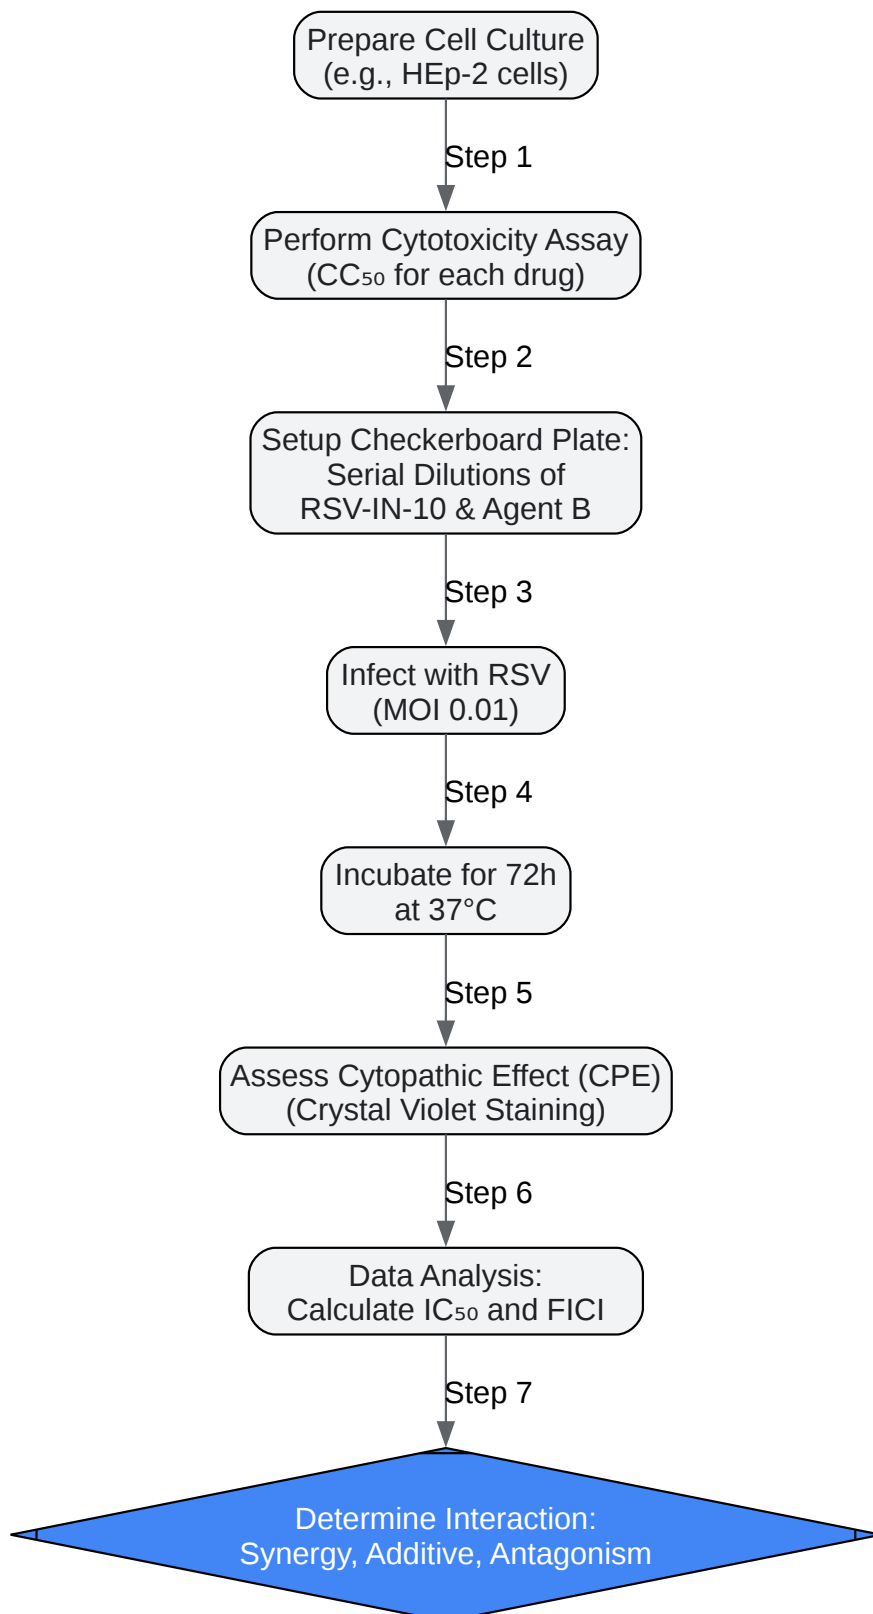 Prepare Cell Culture
(e.g., HEp-2 cells)
Step 1
Perform Cytotoxicity Assay
(CC₅₀ for each drug)
Step 2
Setup Checkerboard Plate:
Serial Dilutions of
RSV-IN-10 & Agent B
Step 3
Infect with RSV
(MOI 0.01)
Step 4
Incubate for 72h
at 37°C
Step 5
Assess Cytopathic Effect (CPE)
(Crystal Violet Staining)
Step 6
Data Analysis:
Calculate IC₅₀ and FICI
Step 7
Determine Interaction:
Synergy, Additive, Antagonism